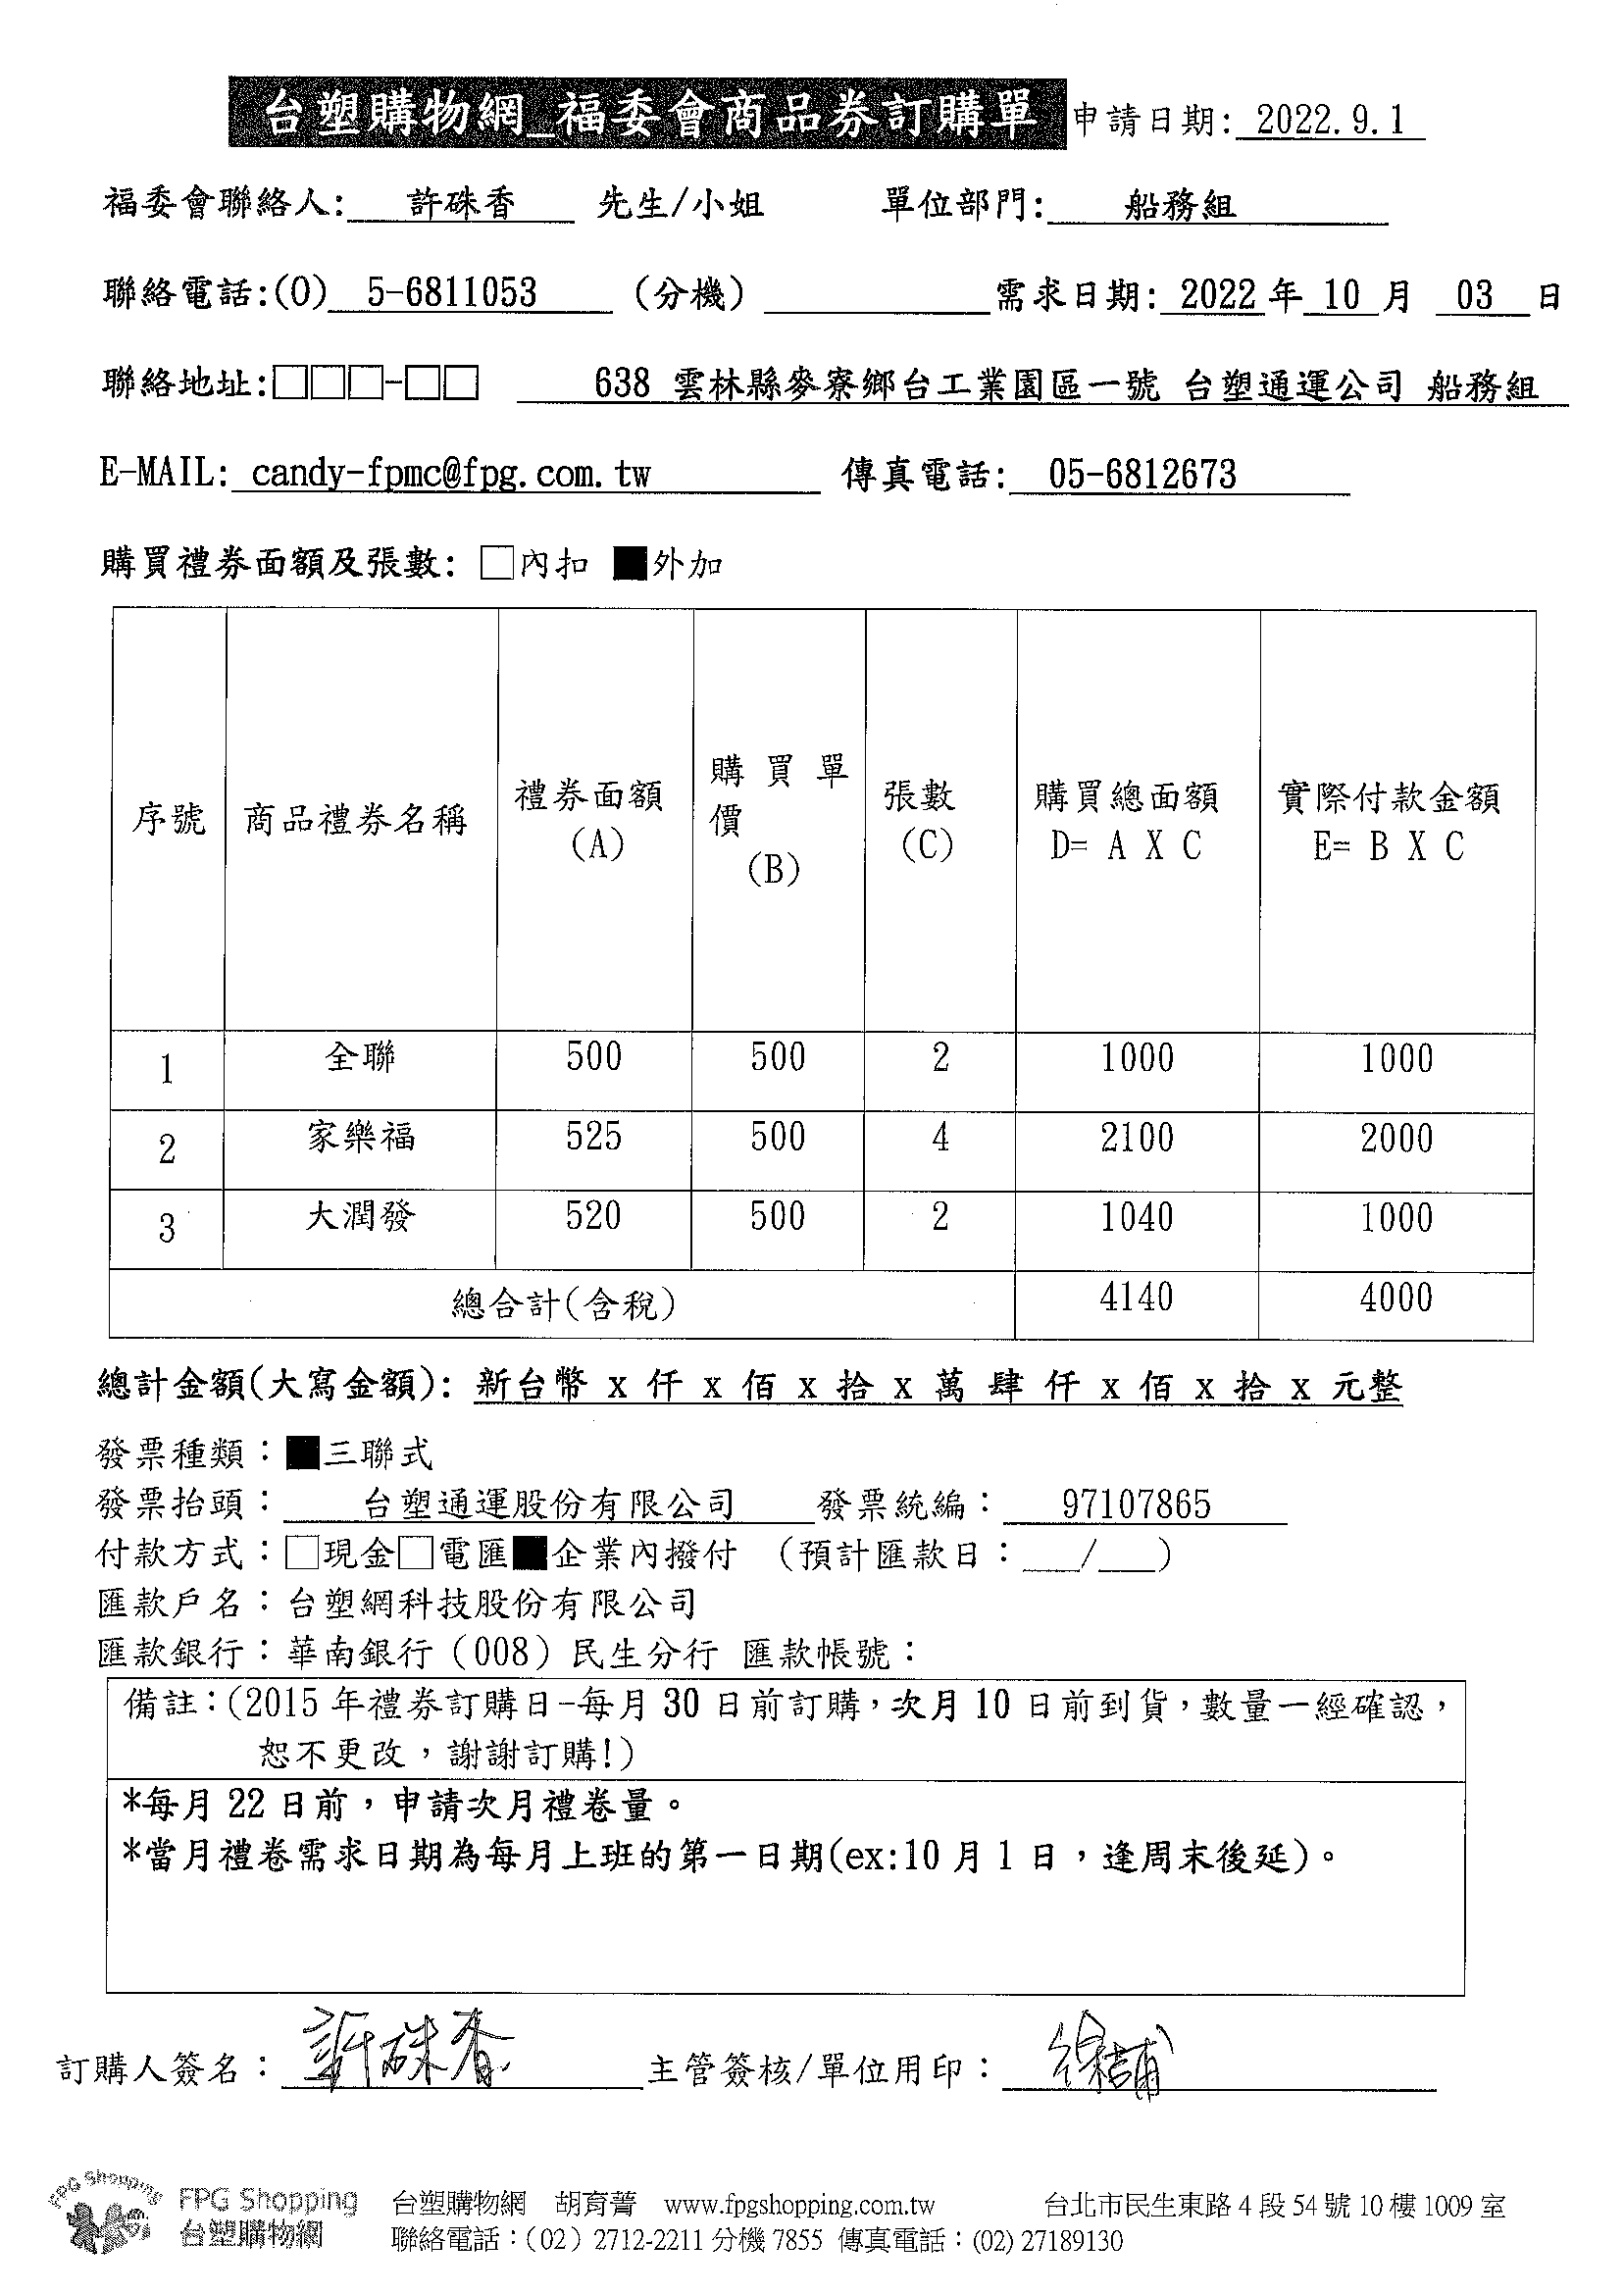 台塑購物網_福委會商品券訂購單 申請日期: 2022.9.1
福委會聯絡人: 許硃香 先生/小姐 單位部門: 船務組
聯絡電話:(O) 5-6811053 (分機) 需求日期: 2022 年 10 月 03 日
聯絡地址:□□□-□□ 638 雲林縣麥寮鄉台工業園區一號 台塑通運公司 船務組
E-MAIL: candy-fpmc@fpg.com.tw 傳真電話: 05-6812673
購買禮券面額及張數: □內扣 ■外加
序號 商品禮券名稱 禮券面額 (A) 購買單價 (B) 張數 (C) 購買總面額 D= A X C 實際付款金額 E= B X C
1 全聯 500 500 2 1000 1000
2 家樂福 525 500 4 2100 2000
3 大潤發 520 500 2 1040 1000
總合計(含稅) 4140 4000
總計金額(大寫金額): 新台幣 x 仟 x 佰 x 拾 x 萬 肆 仟 x 佰 x 拾 x 元整
發票種類：■三聯式
發票抬頭： 台塑通運股份有限公司 發票統編： 97107865
付款方式：□現金□電匯■企業內撥付 (預計匯款日：__/__)
匯款戶名：台塑網科技股份有限公司
匯款銀行：華南銀行（008）民生分行 匯款帳號：
備註：(2015 年禮券訂購日-每月 30 日前訂購，次月 10 日前到貨，數量一經確認，
恕不更改，謝謝訂購!)
*每月 22 日前，申請次月禮卷量。
*當月禮卷需求日期為每月上班的第一日期(ex:10 月 1 日，逢周末後延)。
訂購人簽名： 許硃香 主管簽核/單位用印：
FPG Shopping
FPG Shopping 台塑購物網 胡育菁 www.fpgshopping.com.tw 台北市民生東路 4 段 54 號 10 樓 1009 室
台塑購物網 聯絡電話：(02）2712-2211 分機 7855 傳真電話：(02) 27189130